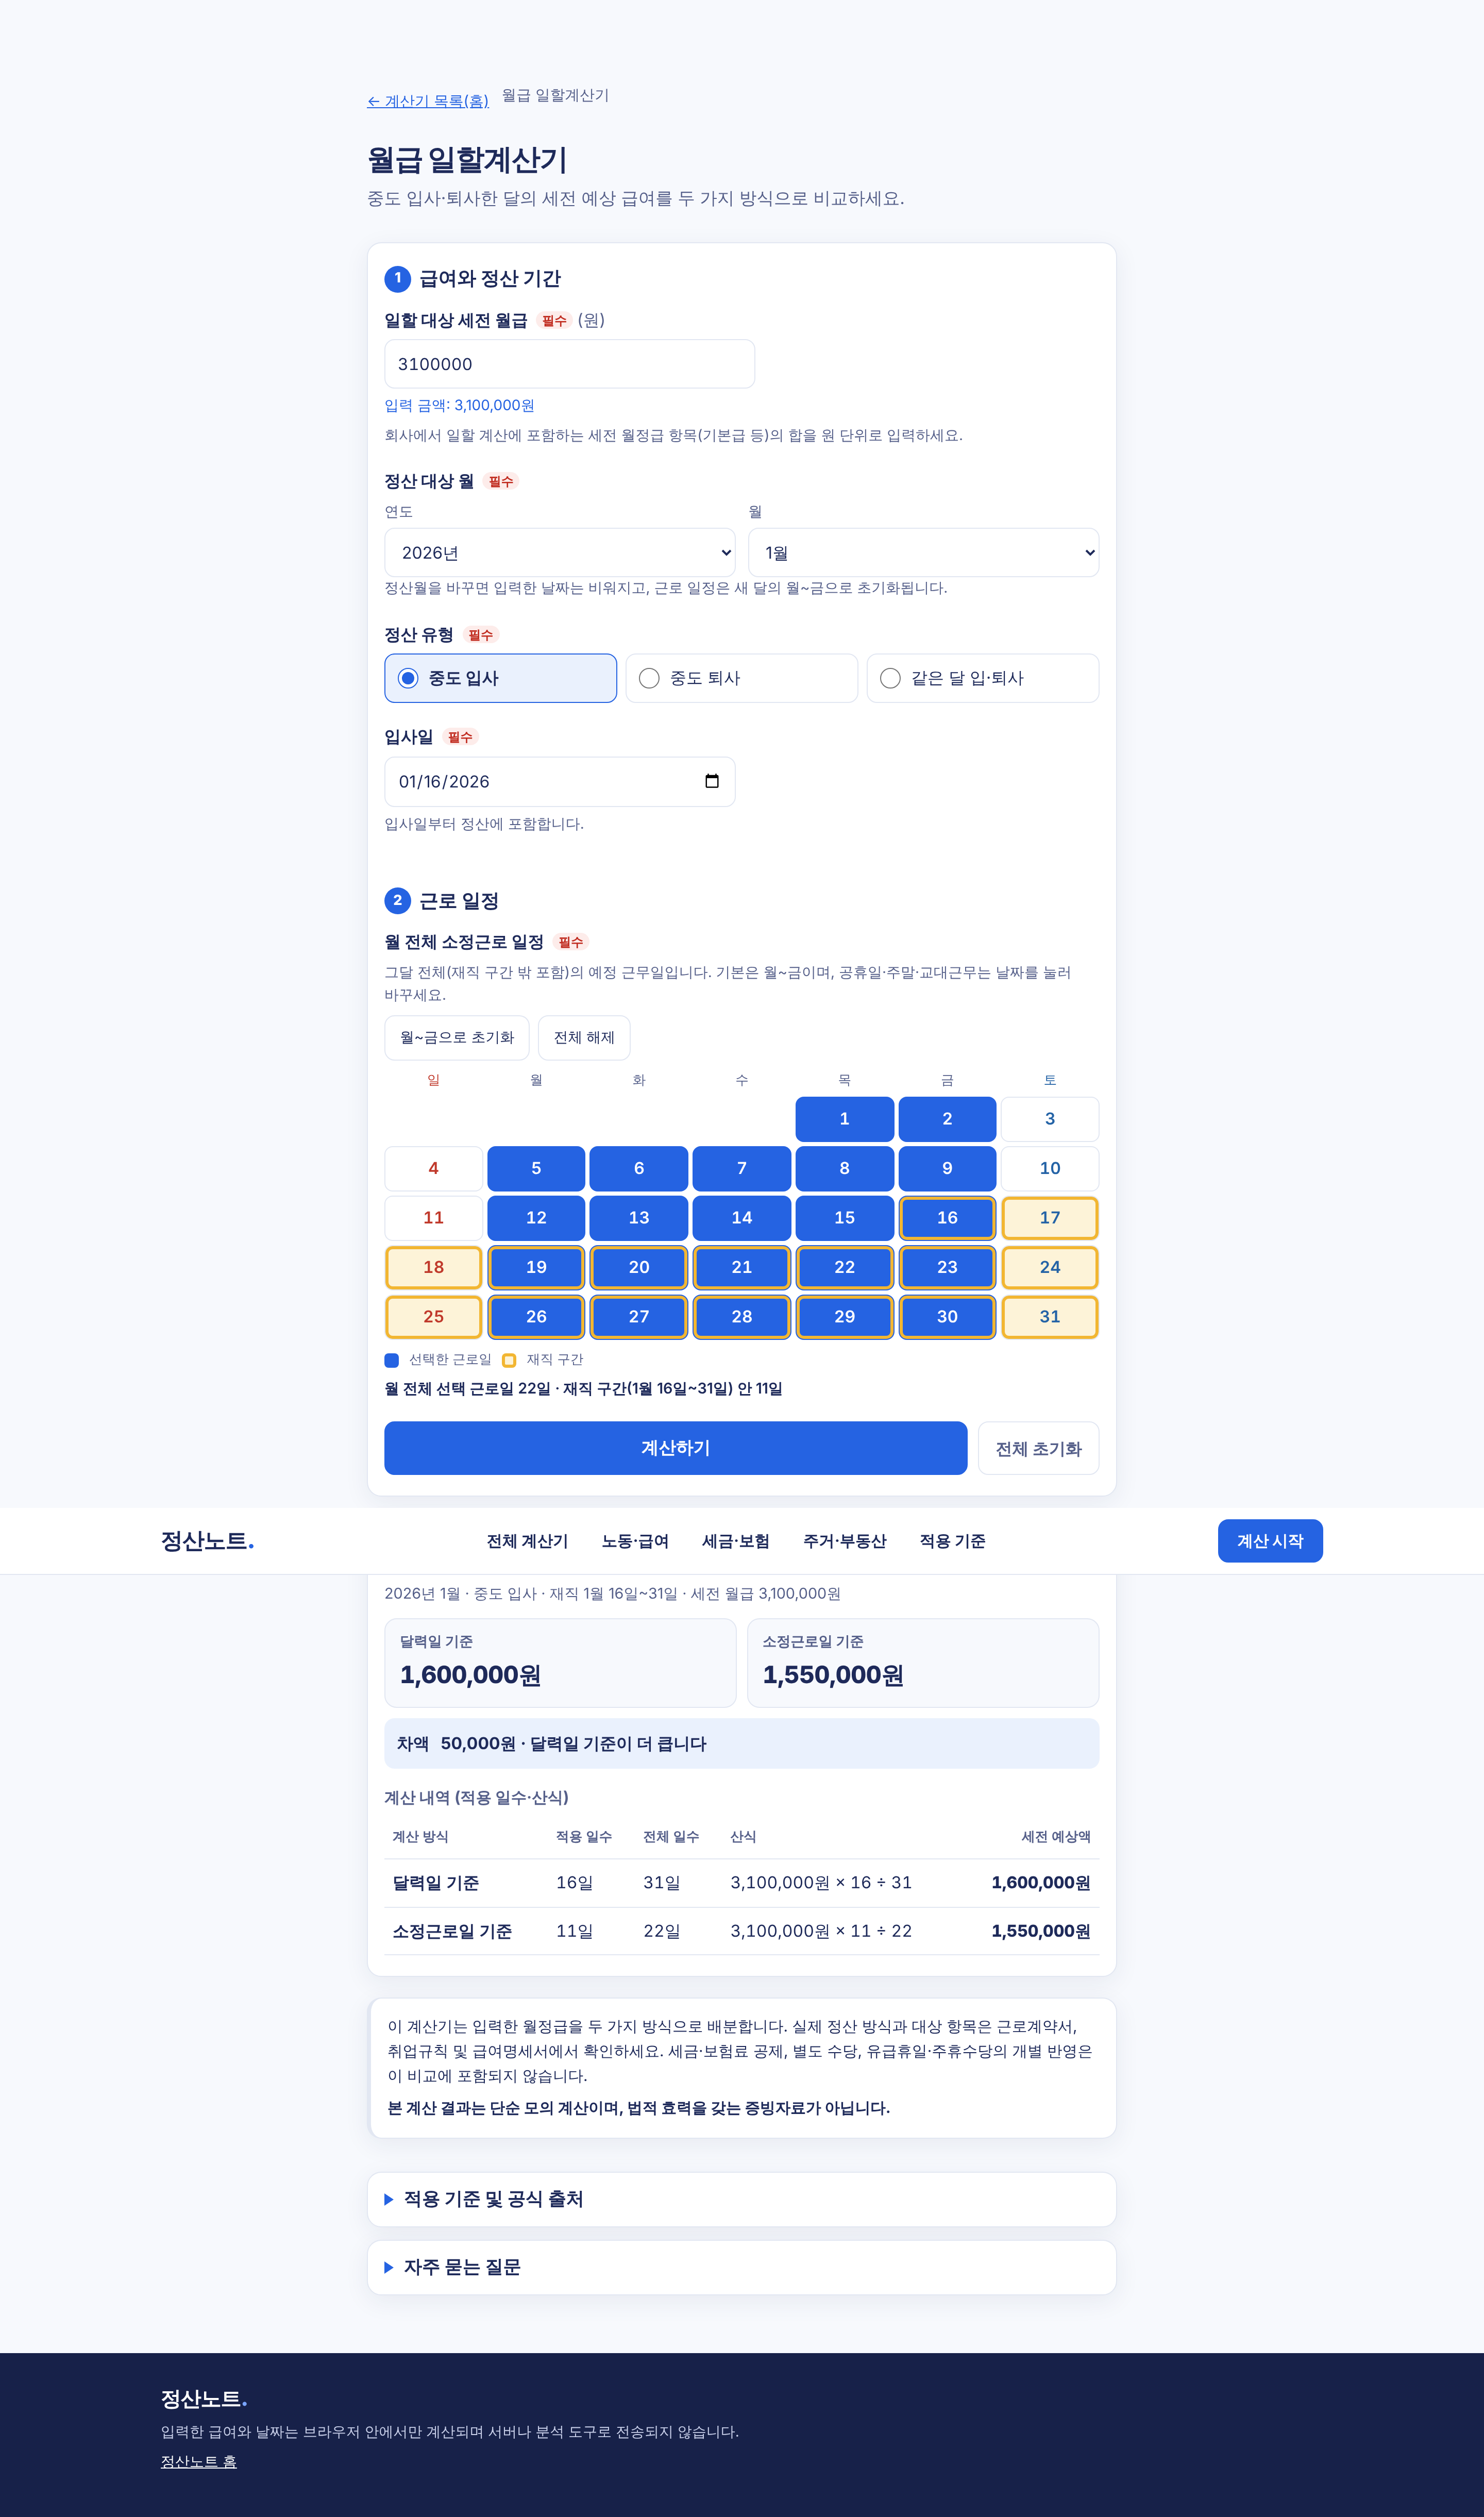 ← 계산기 목록(홈) 월급 일할계산기
월급 일할계산기
중도 입사·퇴사한 달의 세전 예상 급여를 두 가지 방식으로 비교하세요.
1 급여와 정산 기간
일할 대상 세전 월급 필수 (원)
3100000
입력 금액: 3,100,000원
회사에서 일할 계산에 포함하는 세전 월정급 항목(기본급 등)의 합을 원 단위로 입력하세요.
정산 대상 월 필수
연도 월
2026년 1월
정산월을 바꾸면 입력한 날짜는 비워지고, 근로 일정은 새 달의 월~금으로 초기화됩니다.
정산 유형 필수
중도 입사 중도 퇴사 같은 달 입·퇴사
입사일 필수
01/16/2026
입사일부터 정산에 포함합니다.
2 근로 일정
월 전체 소정근로 일정 필수
그달 전체(재직 구간 밖 포함)의 예정 근무일입니다. 기본은 월~금이며, 공휴일·주말·교대근무는 날짜를 눌러
바꾸세요.
월~금으로 초기화 전체 해제
일 월 화 수 목 금 토
1 2 3
4 5 6 7 8 9 10
11 12 13 14 15 16 17
18 19 20 21 22 23 24
25 26 27 28 29 30 31
선택한 근로일 재직 구간
월 전체 선택 근로일 22일 · 재직 구간(1월 16일~31일) 안 11일
계산하기 전체 초기화
정산노트. 전체 계산기 노동·급여 세금·보험 주거·부동산 적용 기준 계산 시작
2026년 1월 · 중도 입사 · 재직 1월 16일~31일 · 세전 월급 3,100,000원
달력일 기준 소정근로일 기준
1,600,000원 1,550,000원
차액 50,000원 · 달력일 기준이 더 큽니다
계산 내역 (적용 일수·산식)
계산 방식 적용 일수 전체 일수 산식 세전 예상액
달력일 기준 16일 31일 3,100,000원 × 16 ÷ 31 1,600,000원
소정근로일 기준 11일 22일 3,100,000원 × 11 ÷ 22 1,550,000원
이 계산기는 입력한 월정급을 두 가지 방식으로 배분합니다. 실제 정산 방식과 대상 항목은 근로계약서,
취업규칙 및 급여명세서에서 확인하세요. 세금·보험료 공제, 별도 수당, 유급휴일·주휴수당의 개별 반영은
이 비교에 포함되지 않습니다.
본 계산 결과는 단순 모의 계산이며, 법적 효력을 갖는 증빙자료가 아닙니다.
적용 기준 및 공식 출처
자주 묻는 질문
정산노트.
입력한 급여와 날짜는 브라우저 안에서만 계산되며 서버나 분석 도구로 전송되지 않습니다.
정산노트 홈